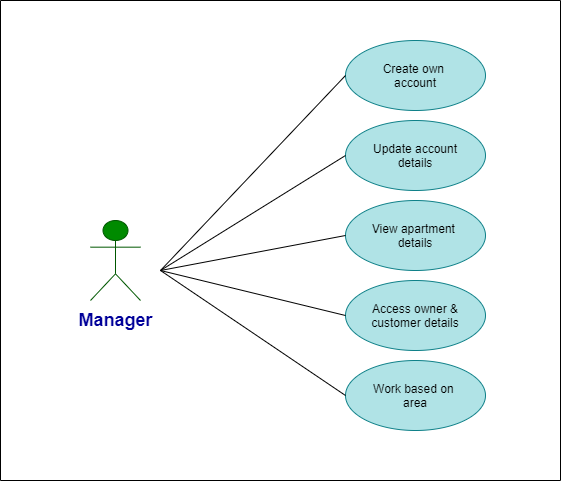 Create own
account
Update account
details
View apartment
details
Access owner &
customer details
Work based on
area
Manager